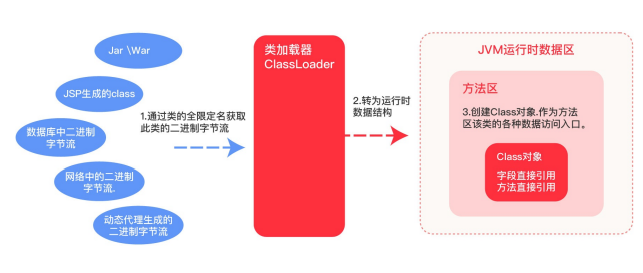 Jar \War
JSP生成的class
数据库中二进制
字节流
网络中的二进制
字节流.
动态代理生成的
二进制字节流
1.通过类的全限定名获取
此类的二进制字节流
类加载器
ClassLoader
2.转为运行时
数据结构
JVM运行时数据区
方法区
3.创建Class对象.作为方法
区该类的各种数据访问入口。
Class对象
字段直接引用
方法直接引用